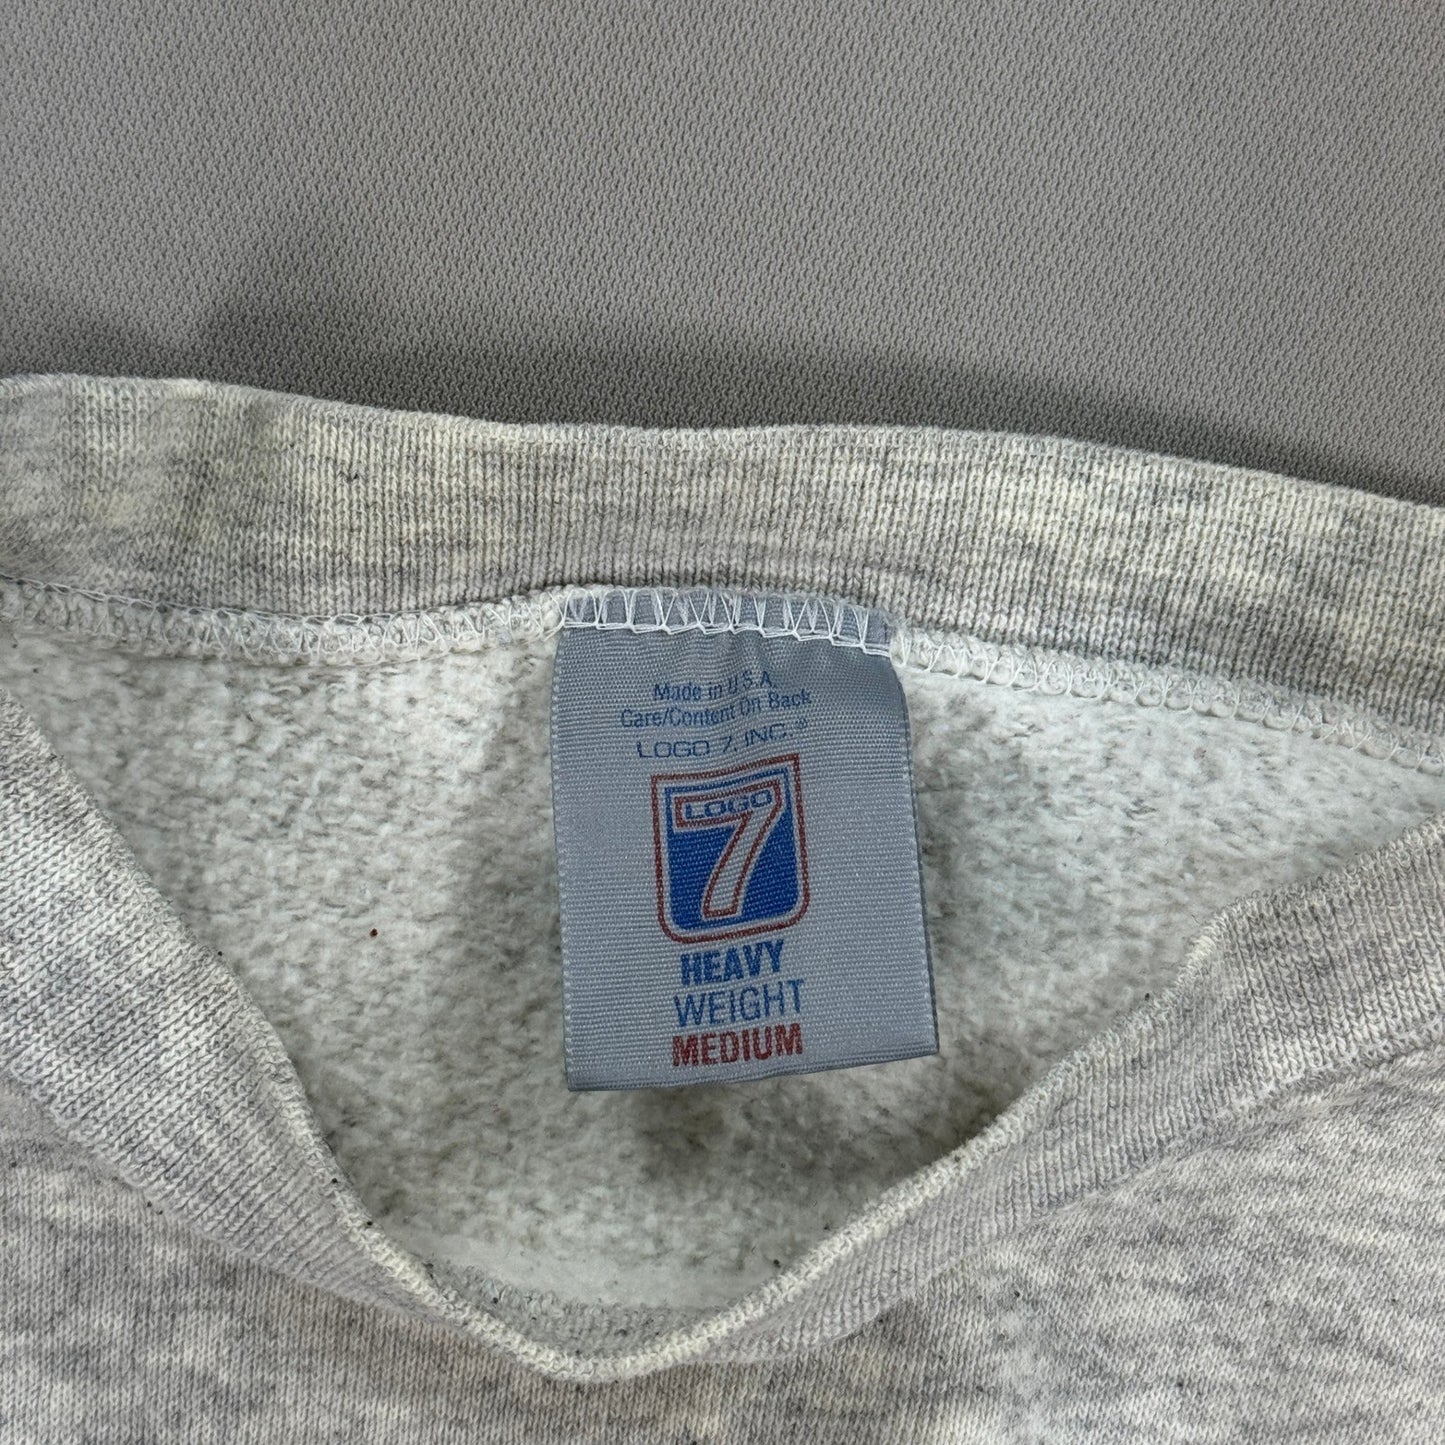 Made in U.S.A.
Care/Content On Back
LOGO 7, INC.®
LOGO
7
HEAVY
WEIGHT
MEDIUM